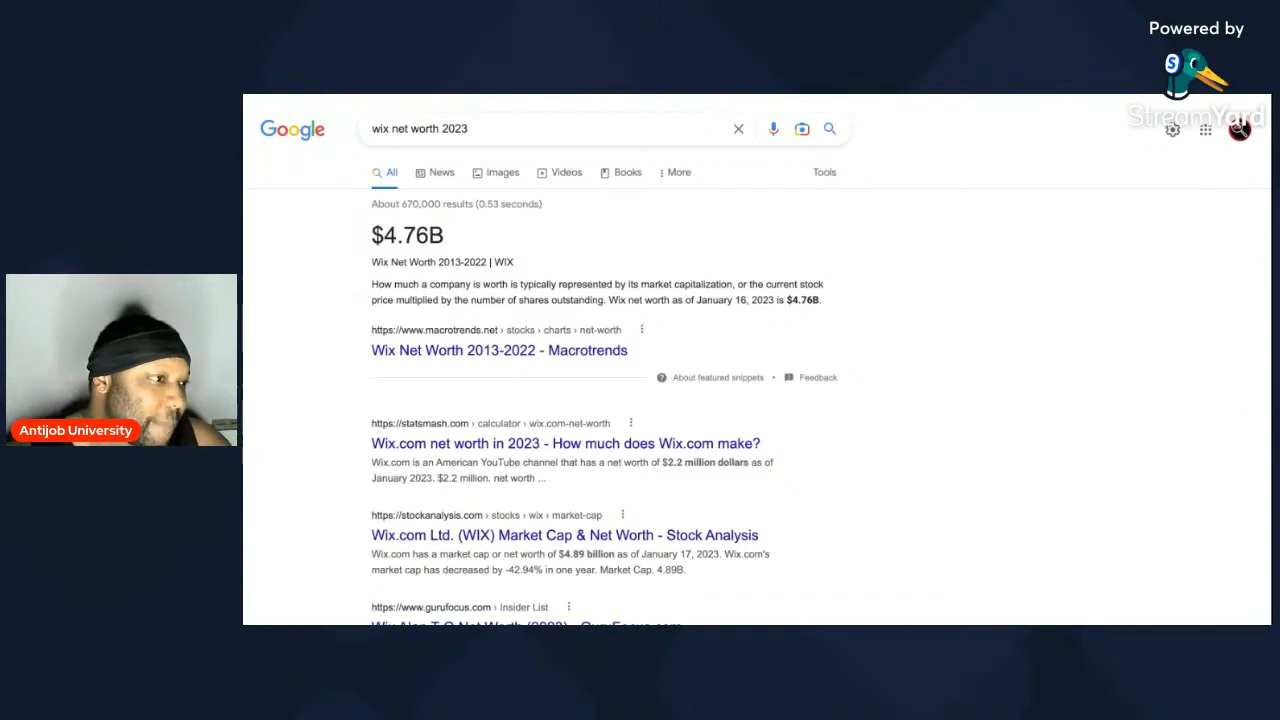 Powered by
S
StreamYard
Google
wix net worth 2023
All
News
Images
Videos
Books
More
Tools
About 670,000 results (0.53 seconds)
$4.76B
Wix Net Worth 2013-2022 | WIX
How much a company is worth is typically represented by its market capitalization, or the current stock
price multiplied by the number of shares outstanding. Wix net worth as of January 16, 2023 is $4.76B.
https://www.macrotrends.net › stocks › charts › net-worth
Wix Net Worth 2013-2022 - Macrotrends
About featured snippets • Feedback
https://statsmash.com › calculator › wix.com-net-worth
Wix.com net worth in 2023 - How much does Wix.com make?
Wix.com is an American YouTube channel that has a net worth of $2.2 million dollars as of
January 2023. $2.2 million. net worth ...
https://stockanalysis.com › stocks › wix › market-cap
Wix.com Ltd. (WIX) Market Cap & Net Worth - Stock Analysis
Wix.com has a market cap or net worth of $4.89 billion as of January 17, 2023. Wix.com's
market cap has decreased by -42.94% in one year. Market Cap. 4.89B.
https://www.gurufocus.com › Insider List
Antijob University